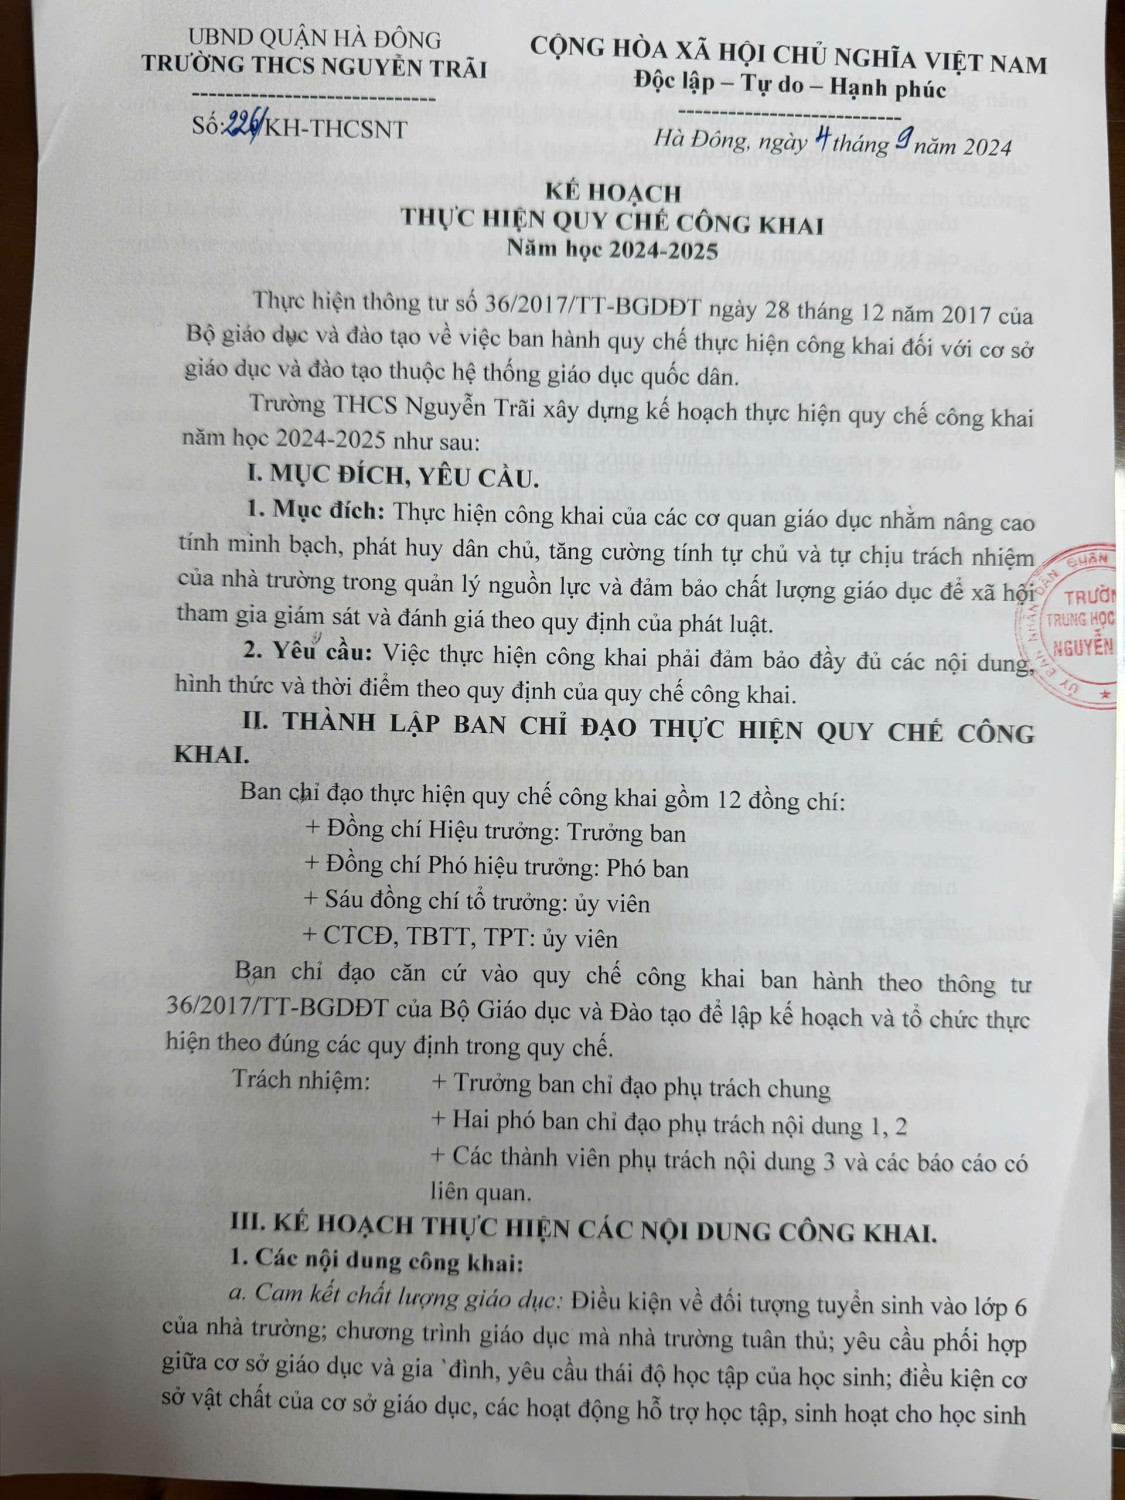 UBND QUẬN HÀ ĐÔNG
TRƯỜNG THCS NGUYỄN TRÃI
Số: 226/KH-THCSNT
CỘNG HÒA XÃ HỘI CHỦ NGHĨA VIỆT NAM
Độc lập – Tự do – Hạnh phúc
Hà Đông, ngày 4 tháng 9 năm 2024
KẾ HOẠCH
THỰC HIỆN QUY CHẾ CÔNG KHAI
Năm học 2024-2025
Thực hiện thông tư số 36/2017/TT-BGDĐT ngày 28 tháng 12 năm 2017 của
Bộ giáo dục và đào tạo về việc ban hành quy chế thực hiện công khai đối với cơ sở
giáo dục và đào tạo thuộc hệ thống giáo dục quốc dân.
Trường THCS Nguyễn Trãi xây dựng kế hoạch thực hiện quy chế công khai
năm học 2024-2025 như sau:
I. MỤC ĐÍCH, YÊU CẦU.
1. Mục đích: Thực hiện công khai của các cơ quan giáo dục nhằm nâng cao
tính minh bạch, phát huy dân chủ, tăng cường tính tự chủ và tự chịu trách nhiệm
của nhà trường trong quản lý nguồn lực và đảm bảo chất lượng giáo dục để xã hội
tham gia giám sát và đánh giá theo quy định của phát luật.
2. Yêu cầu: Việc thực hiện công khai phải đảm bảo đầy đủ các nội dung,
hình thức và thời điểm theo quy định của quy chế công khai.
ỦY BAN NHÂN DÂN QUẬN
TRƯỜN
TRUNG HỌC
NGUYỄN
II. THÀNH LẬP BAN CHỈ ĐẠO THỰC HIỆN QUY CHẾ CÔNG
KHAI.
Ban chỉ đạo thực hiện quy chế công khai gồm 12 đồng chí:
+ Đồng chí Hiệu trưởng: Trưởng ban
+ Đồng chí Phó hiệu trưởng: Phó ban
+ Sáu đồng chí tổ trưởng: ủy viên
+ CTCĐ, TBTT, TPT: ủy viên
Ban chỉ đạo căn cứ vào quy chế công khai ban hành theo thông tư
36/2017/TT-BGDĐT của Bộ Giáo dục và Đào tạo để lập kế hoạch và tổ chức thực
hiện theo đúng các quy định trong quy chế.
Trách nhiệm: + Trưởng ban chỉ đạo phụ trách chung
+ Hai phó ban chỉ đạo phụ trách nội dung 1, 2
+ Các thành viên phụ trách nội dung 3 và các báo cáo có
liên quan.
III. KẾ HOẠCH THỰC HIỆN CÁC NỘI DUNG CÔNG KHAI.
1. Các nội dung công khai:
a. Cam kết chất lượng giáo dục: Điều kiện về đối tượng tuyển sinh vào lớp 6
của nhà trường; chương trình giáo dục mà nhà trường tuân thủ; yêu cầu phối hợp
giữa cơ sở giáo dục và gia `đình, yêu cầu thái độ học tập của học sinh; điều kiện cơ
sở vật chất của cơ sở giáo dục, các hoạt động hỗ trợ học tập, sinh hoạt cho học sinh